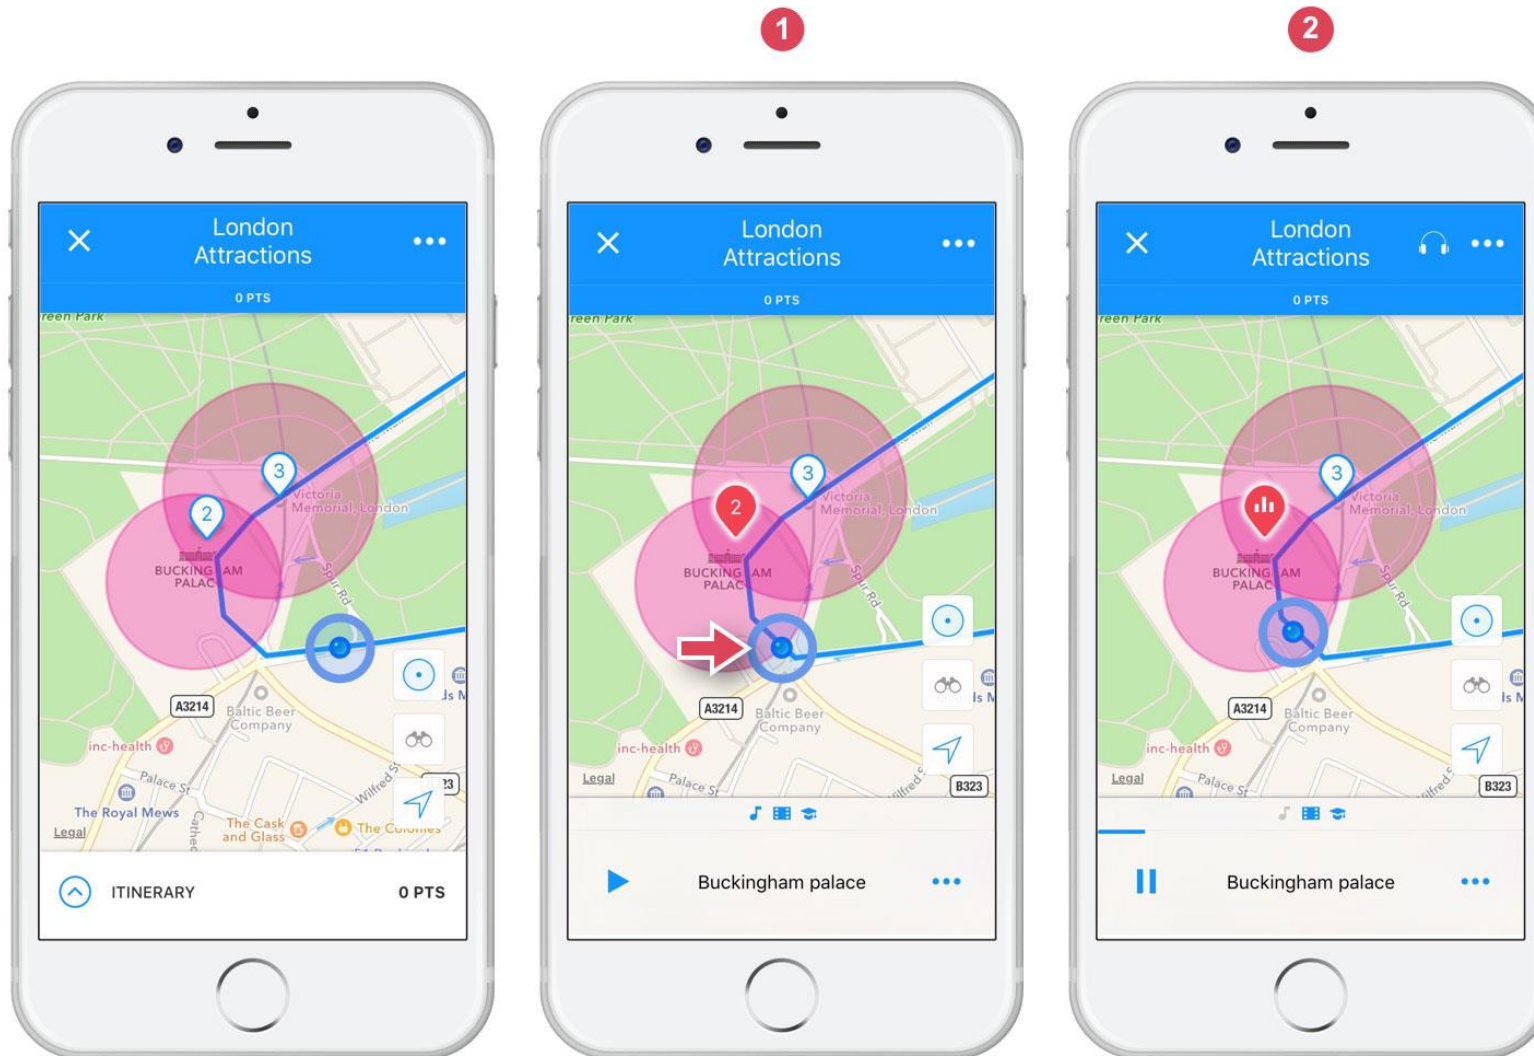 1
2
London
Attractions
0 PTS
reen Park
3
Victoria
Memorial, London
2
BUCKING AM
PALAC
Spur Rd
A3214
Baltic Beer
Company
inc-health
Palace St
Wilfred S
The Royal Mews
The Cask
and Glass
The Colonies
Legal
ITINERARY
0 PTS
London
Attractions
0 PTS
reen Park
3
Victoria
Memorial, London
2
BUCKING AM
PALAC
Spur Rd
A3214
Baltic Beer
Company
inc-health
Legal
Palace St
Wilfred S
B323
Buckingham palace
London
Attractions
0 PTS
reen Park
3
Victoria
Memorial, London
BUCKING AM
PALAC
Spur Rd
A3214
Baltic Beer
Company
inc-health
Legal
Palace St
Wilfred S
B323
Buckingham palace